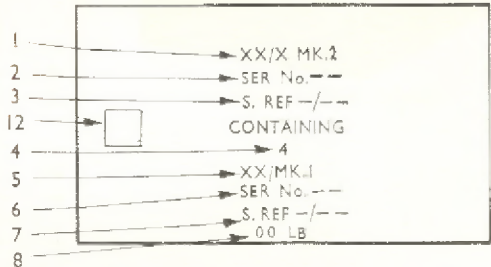 1 XX/X MK.2
2 SER No. – –
3 S. REF –/– –
12 CONTAINING
4 4
5 XX/MK.1
6 SER No. – –
7 S. REF –/– –
8 00 LB